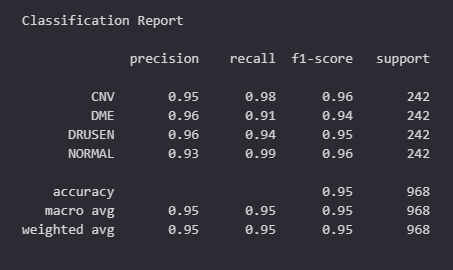 Classification Report
precision recall f1-score support
CNV 0.95 0.98 0.96 242
DME 0.96 0.91 0.94 242
DRUSEN 0.96 0.94 0.95 242
NORMAL 0.93 0.99 0.96 242
accuracy 0.95 968
macro avg 0.95 0.95 0.95 968
weighted avg 0.95 0.95 0.95 968